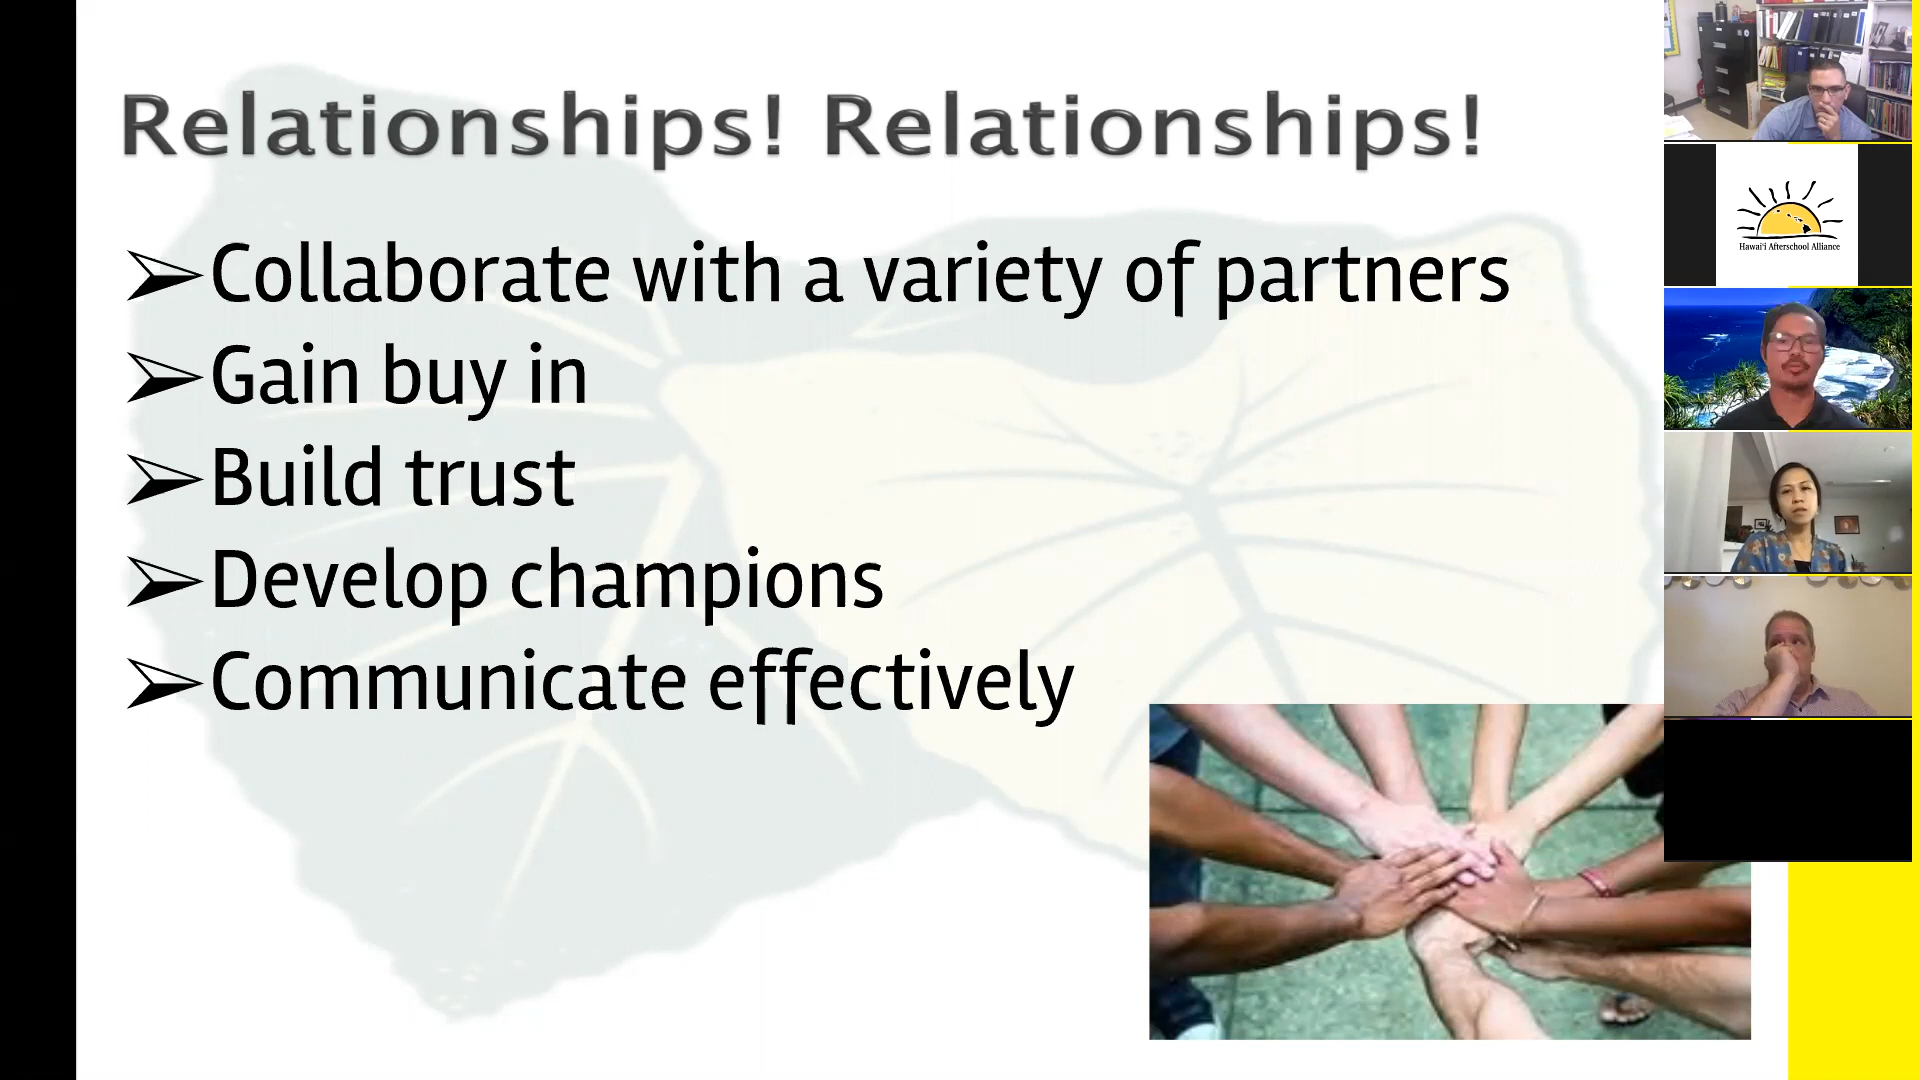 Relationships! Relationships!
➢Collaborate with a variety of partners
➢Gain buy in
➢Build trust
➢Develop champions
➢Communicate effectively
Hawai'i Afterschool Alliance